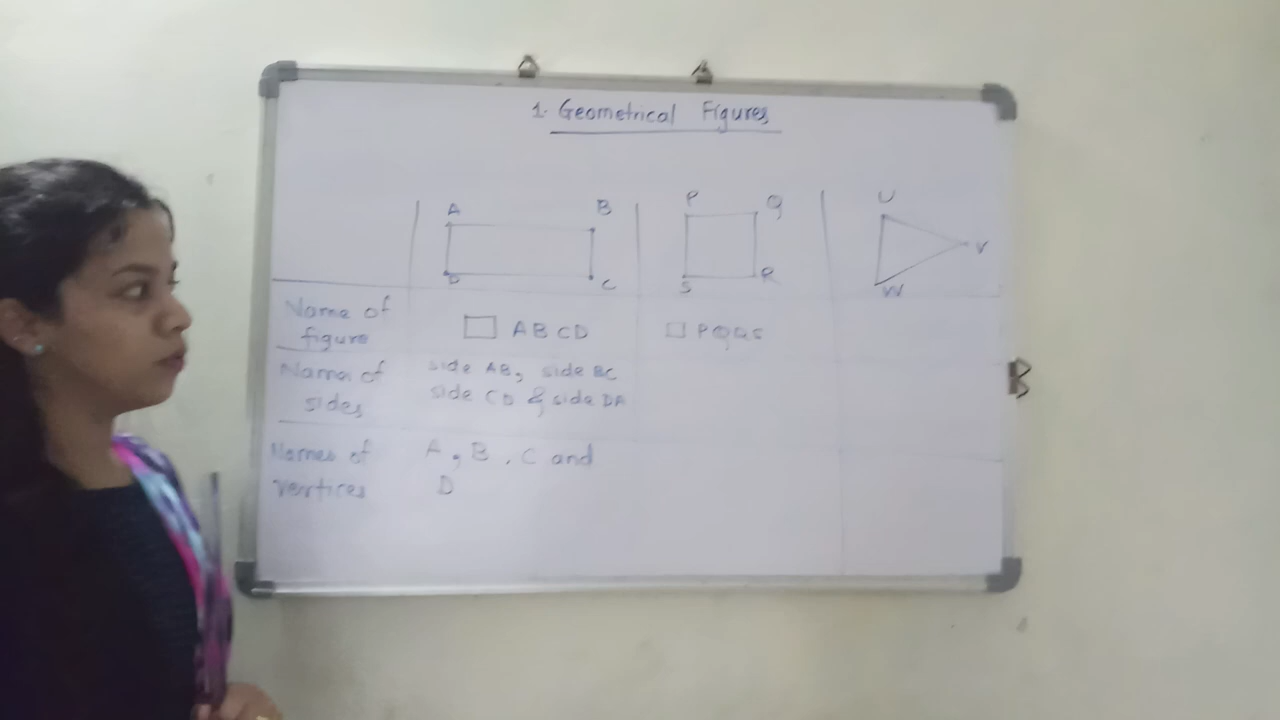 1. Geometrical Figures
A B P Q U
V
D C S R W
Name of ABCD
figure
Names of side AB, side BC
sides side CD & side DA
Names of A, B, C and
vertices D